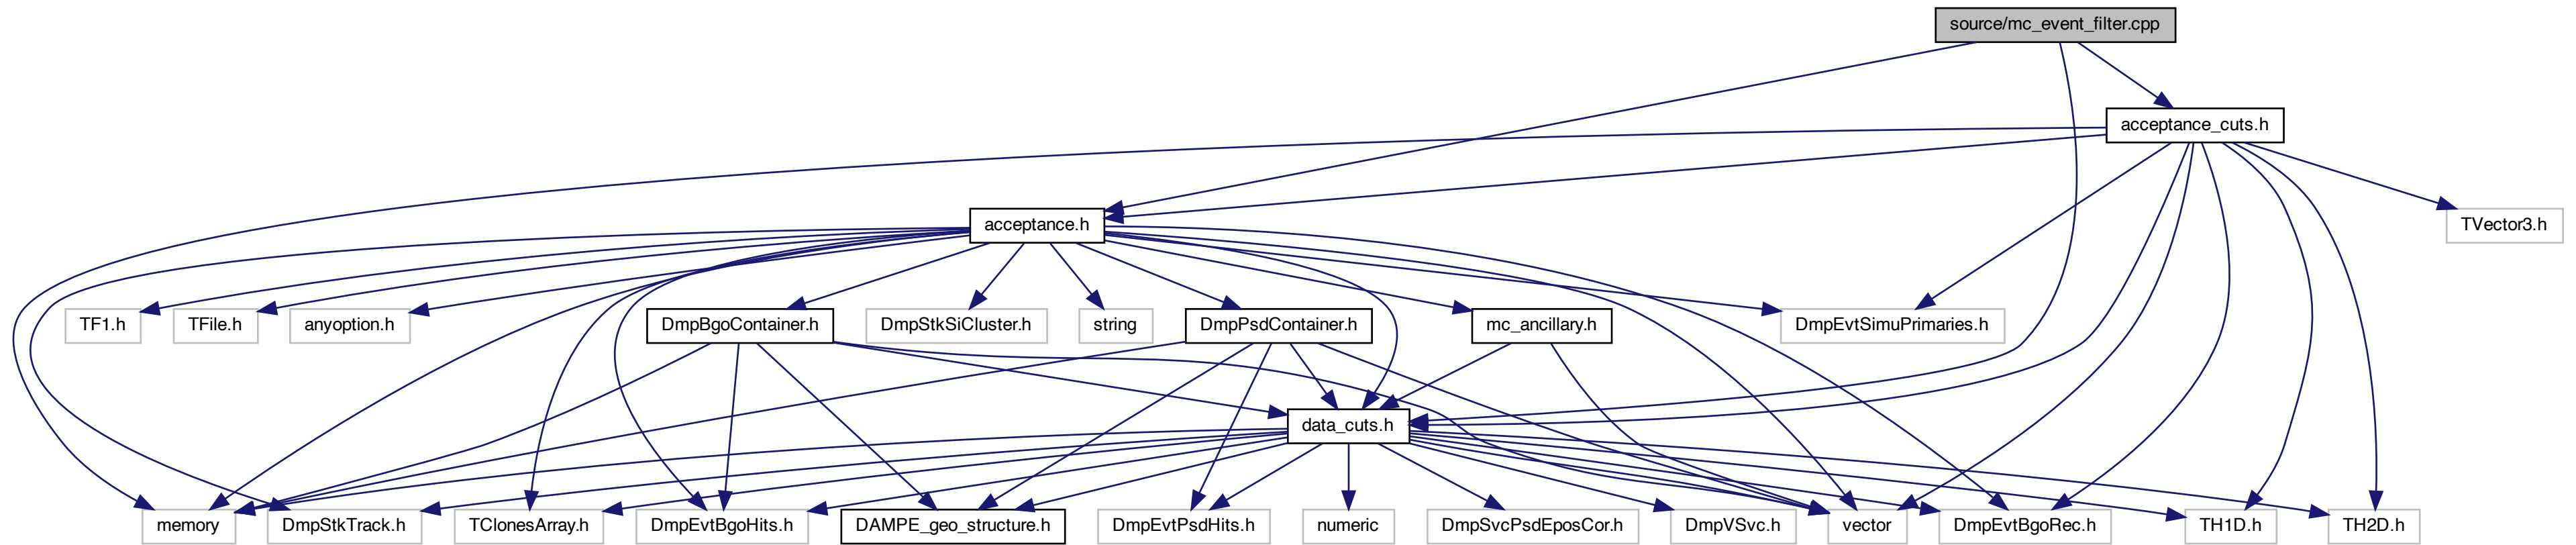 source/mc_event_filter.cpp
acceptance_cuts.h
acceptance.h
TVector3.h
TF1.h
TFile.h
anyoption.h
DmpBgoContainer.h
DmpStkSiCluster.h
string
DmpPsdContainer.h
mc_ancillary.h
DmpEvtSimuPrimaries.h
data_cuts.h
memory
DmpStkTrack.h
TClonesArray.h
DmpEvtBgoHits.h
DAMPE_geo_structure.h
DmpEvtPsdHits.h
numeric
DmpSvcPsdEposCor.h
DmpVSvc.h
vector
DmpEvtBgoRec.h
TH1D.h
TH2D.h